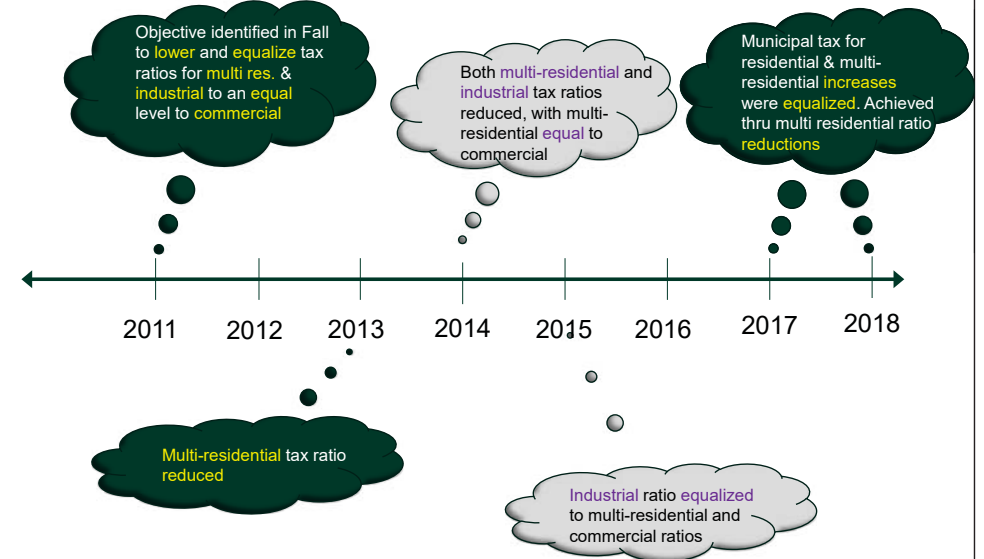 Objective identified in Fall
to lower and equalize tax
ratios for multi res. &
industrial to an equal
level to commercial
Both multi-residential and
industrial tax ratios
reduced, with multi-
residential equal to
commercial
Municipal tax for
residential & multi-
residential increases
were equalized. Achieved
thru multi residential ratio
reductions
2011
2012
2013
2014
2015
2016
2017
2018
Multi-residential tax ratio
reduced
Industrial ratio equalized
to multi-residential and
commercial ratios